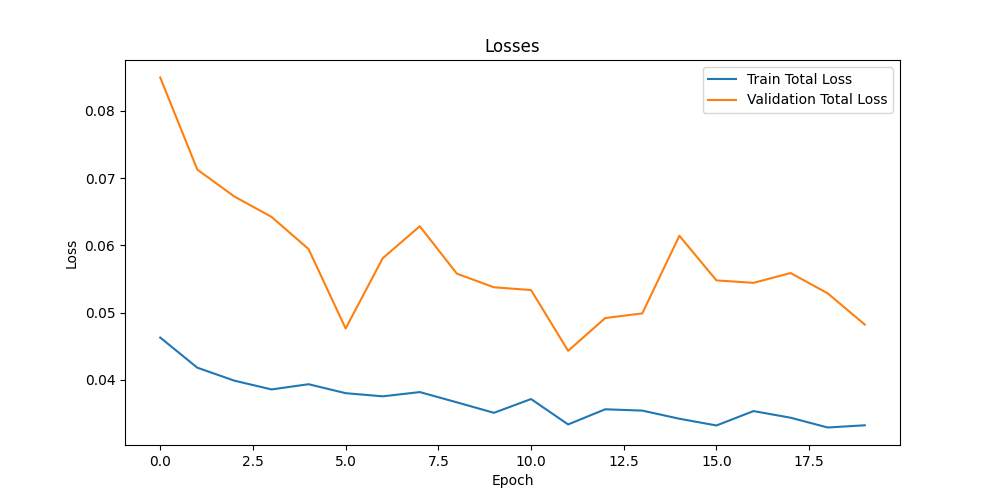 Losses
Train Total Loss
Validation Total Loss
0.08
0.07
0.06
0.05
0.04
Loss
0.0 2.5 5.0 7.5 10.0 12.5 15.0 17.5
Epoch